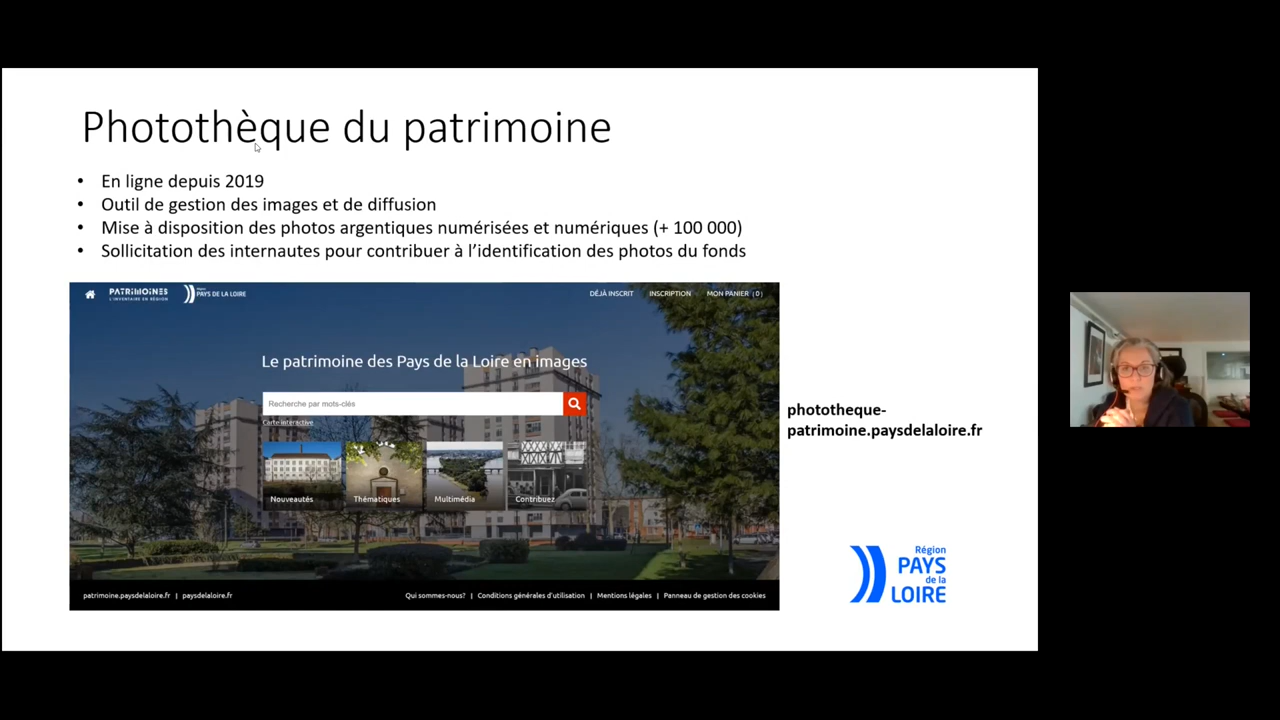 Photothèque du patrimoine
• En ligne depuis 2019
• Outil de gestion des images et de diffusion
• Mise à disposition des photos argentiques numérisées et numériques (+ 100 000)
• Sollicitation des internautes pour contribuer à l'identification des photos du fonds
PATRIMOINES
L'INVENTAIRE EN RÉGION
Région
PAYS DE LA LOIRE
DÉJÀ INSCRIT INSCRIPTION MON PANIER (0)
Le patrimoine des Pays de la Loire en images
Recherche par mots-clés
Carte interactive
Nouveautés Thématiques Multimédia Contribuez
patrimoine.paysdelaloire.fr | paysdelaloire.fr Qui sommes-nous? | Conditions générales d'utilisation | Mentions légales | Panneau de gestion des cookies
phototheque-
patrimoine.paysdelaloire.fr
Région
PAYS
de la
LOIRE